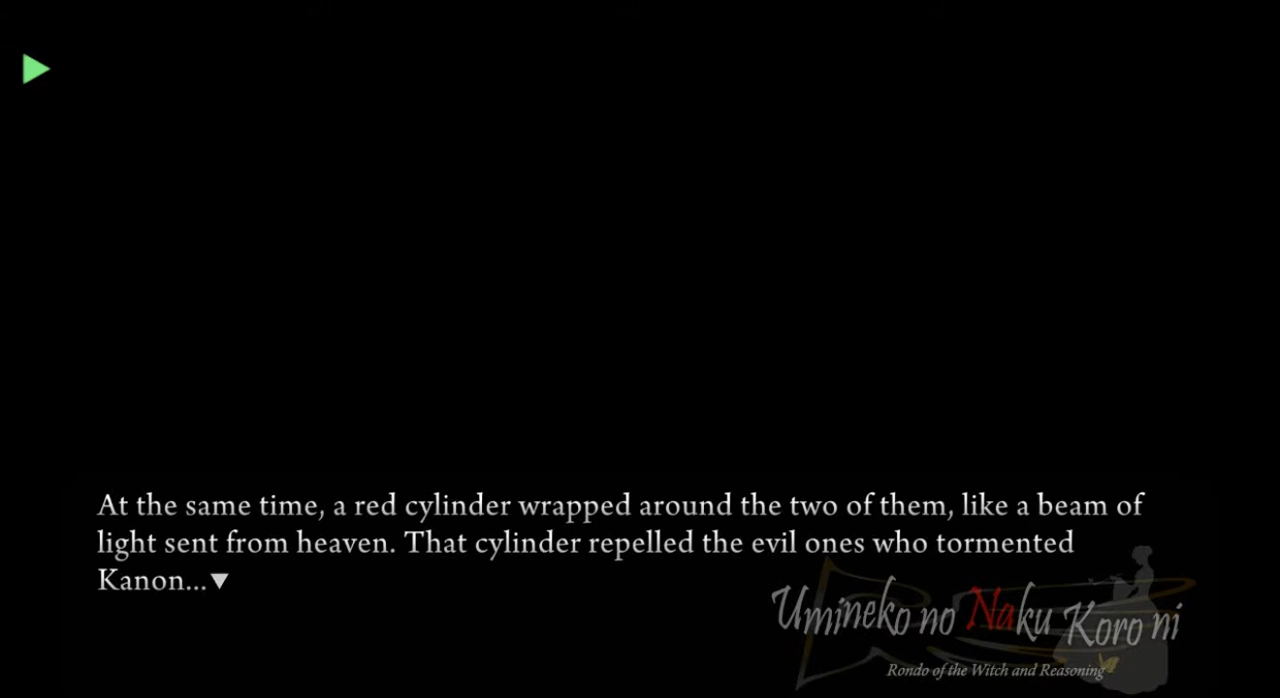 At the same time, a red cylinder wrapped around the two of them, like a beam of
light sent from heaven. That cylinder repelled the evil ones who tormented
Kanon...▼
Umineko no Naku Koro ni
Rondo of the Witch and Reasoning